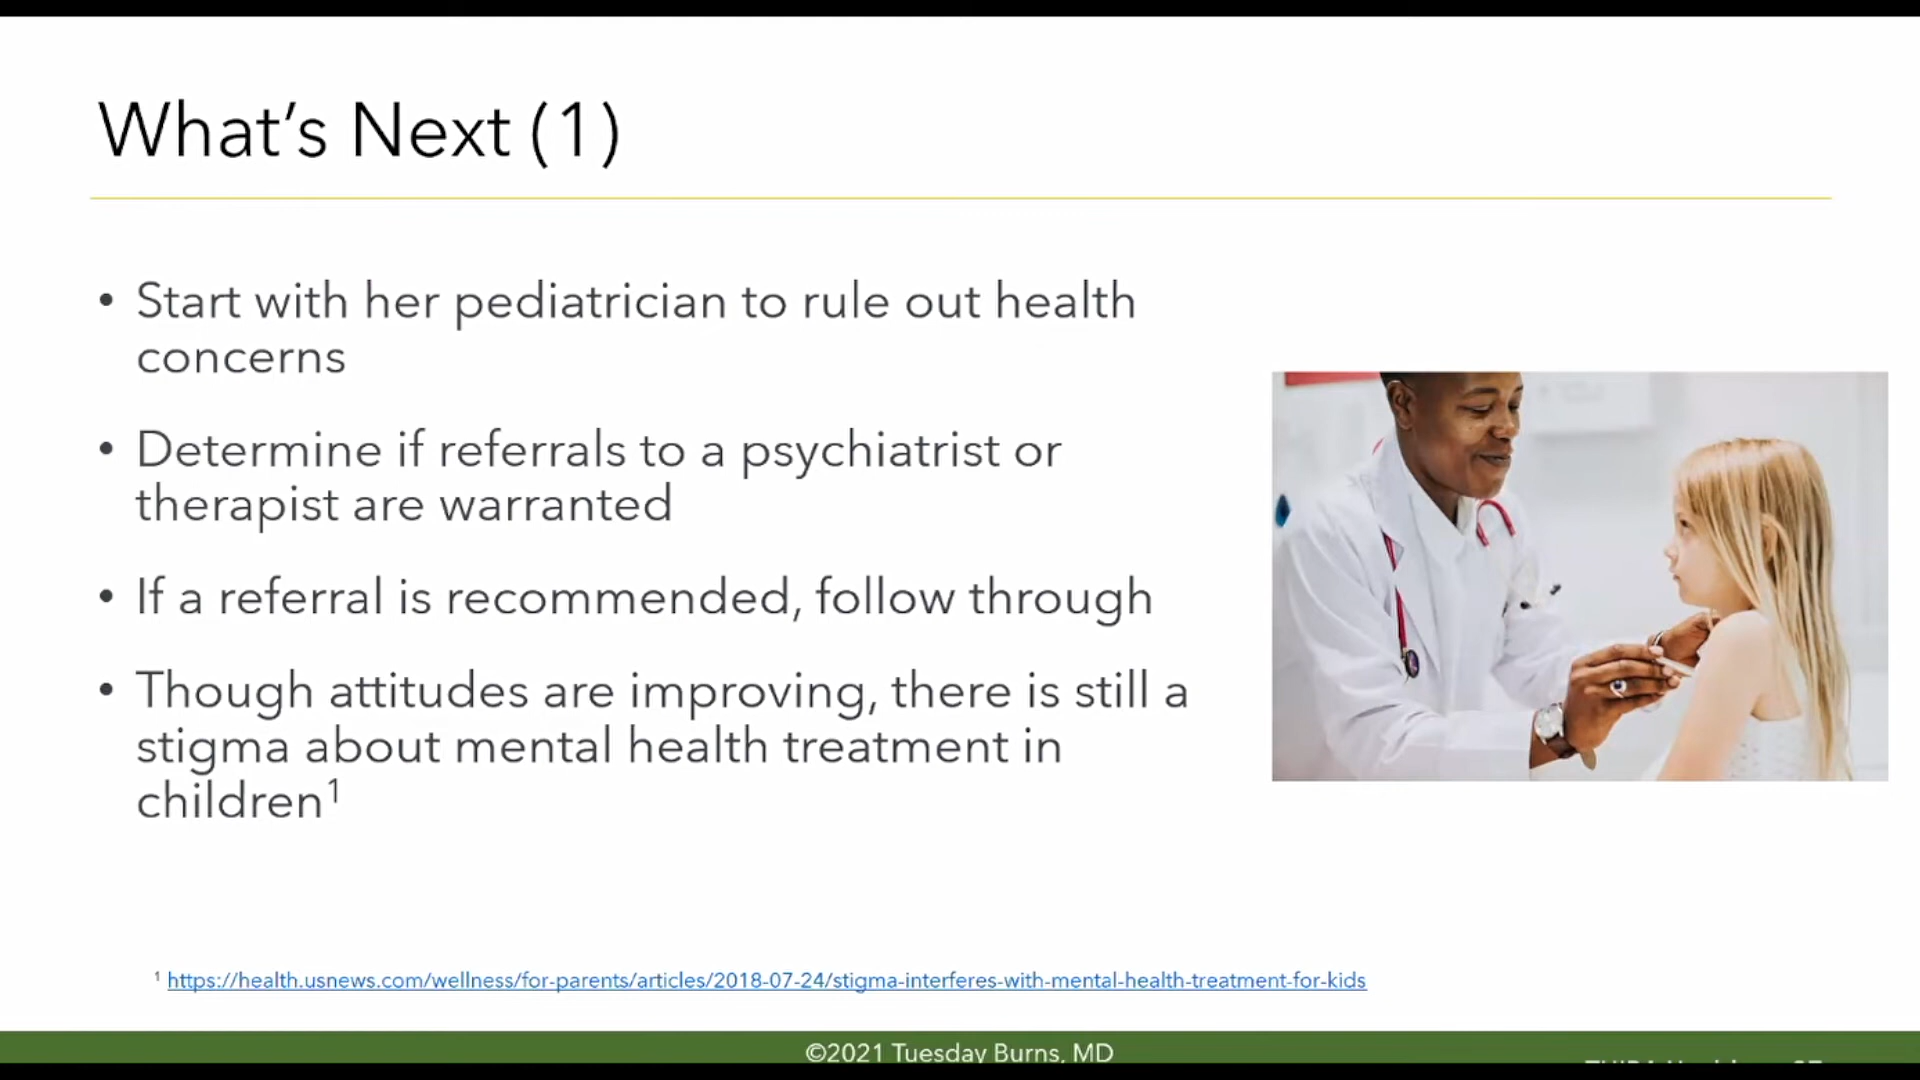 What’s Next (1)
• Start with her pediatrician to rule out health
concerns
• Determine if referrals to a psychiatrist or
therapist are warranted
• If a referral is recommended, follow through
• Though attitudes are improving, there is still a
stigma about mental health treatment in
children¹
¹ https://health.usnews.com/wellness/for-parents/articles/2018-07-24/stigma-interferes-with-mental-health-treatment-for-kids
©2021 Tuesday Burns, MD